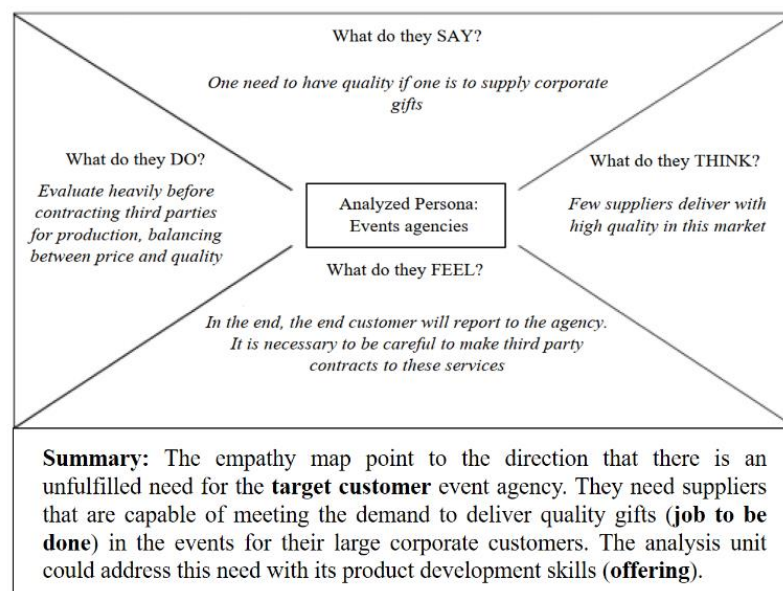 What do they SAY?
One need to have quality if one is to supply corporate
gifts
What do they DO?
Evaluate heavily before
contracting third parties
for production, balancing
between price and quality
Analyzed Persona:
Events agencies
What do they THINK?
Few suppliers deliver with
high quality in this market
What do they FEEL?
In the end, the end customer will report to the agency.
It is necessary to be careful to make third party
contracts to these services
Summary: The empathy map point to the direction that there is an
unfulfilled need for the target customer event agency. They need suppliers
that are capable of meeting the demand to deliver quality gifts (job to be
done) in the events for their large corporate customers. The analysis unit
could address this need with its product development skills (offering).